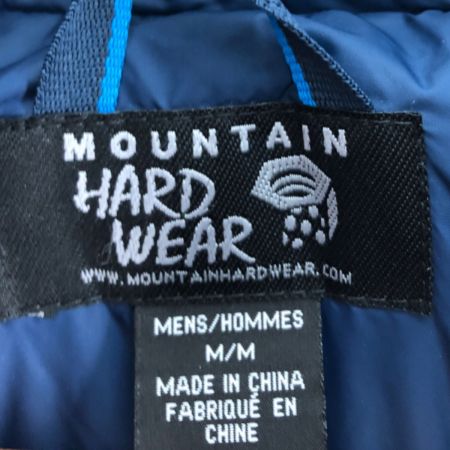 MOUNTAIN
HARD
WEAR
WWW.MOUNTAINHARDWEAR.COM
MENS/HOMMES
M/M
MADE IN CHINA
FABRIQUÉ EN
CHINE